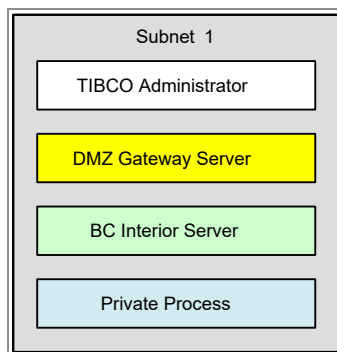 Subnet 1
TIBCO Administrator
DMZ Gateway Server
BC Interior Server
Private Process